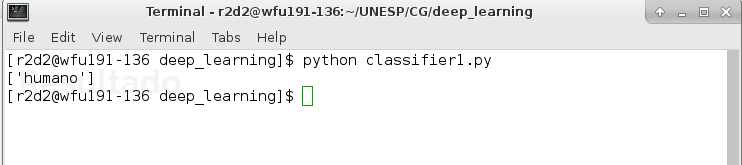 Terminal - r2d2@wfu191-136:~/UNESP/CG/deep_learning
File Edit View Terminal Tabs Help
[r2d2@wfu191-136 deep_learning]$ python classifier1.py
['humano']
[r2d2@wfu191-136 deep_learning]$